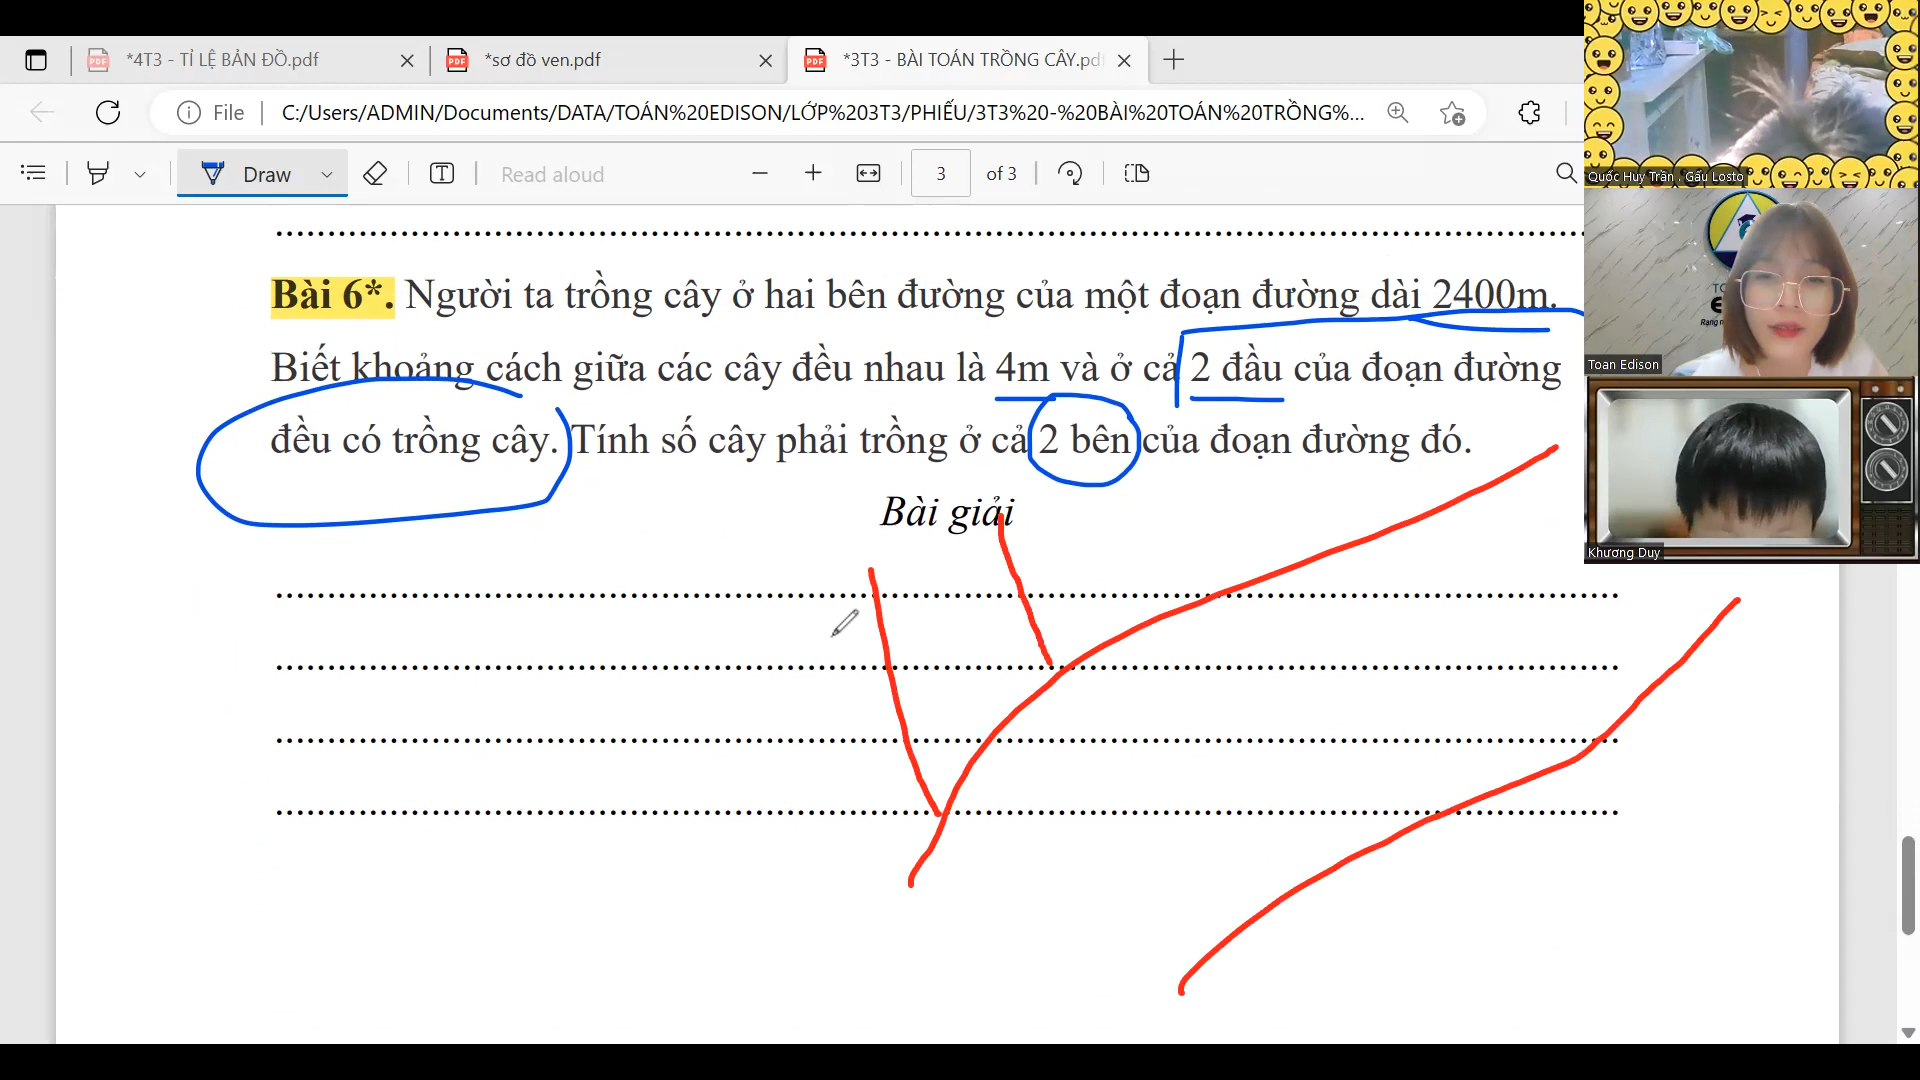 *4T3 - TỈ LỆ BẢN ĐỒ.pdf
*sơ đồ ven.pdf
*3T3 - BÀI TOÁN TRỒNG CÂY.pd
File
C:/Users/ADMIN/Documents/DATA/TOÁN%20EDISON/LỚP%203T3/PHIẾU/3T3%20-%20BÀI%20TOÁN%20TRỒNG%...
Draw
Read aloud
3
of 3
Quốc Huy Trần . Gấu Losto
Toan Edison
Khương Duy
Bài 6*. Người ta trồng cây ở hai bên đường của một đoạn đường dài 2400m.
Biết khoảng cách giữa các cây đều nhau là 4m và ở cả 2 đầu của đoạn đường
đều có trồng cây. Tính số cây phải trồng ở cả 2 bên của đoạn đường đó.
Bài giải